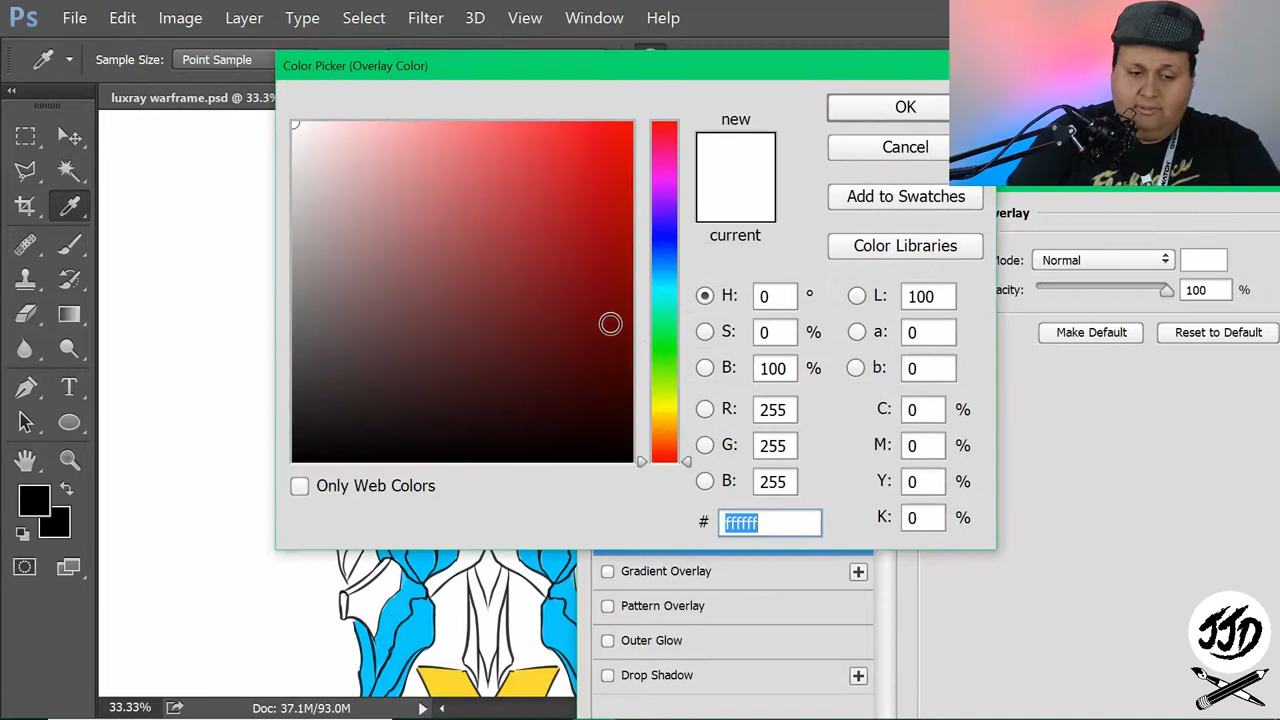 Ps File Edit Image Layer Type Select Filter 3D View Window Help
Sample Size: Point Sample
Color Picker (Overlay Color)
luxray warframe.psd @ 33.3%
new
current
OK
Cancel
Add to Swatches
Color Libraries
H: 0 °
S: 0 %
B: 100 %
R: 255
G: 255
B: 255
# ffffff
L: 100
a: 0
b: 0
C: 0 %
M: 0 %
Y: 0 %
K: 0 %
Only Web Colors
verlay
Mode: Normal
acity: 100 %
Make Default Reset to Default
Gradient Overlay
Pattern Overlay
Outer Glow
Drop Shadow
33.33% Doc: 37.1M/93.0M
JJD